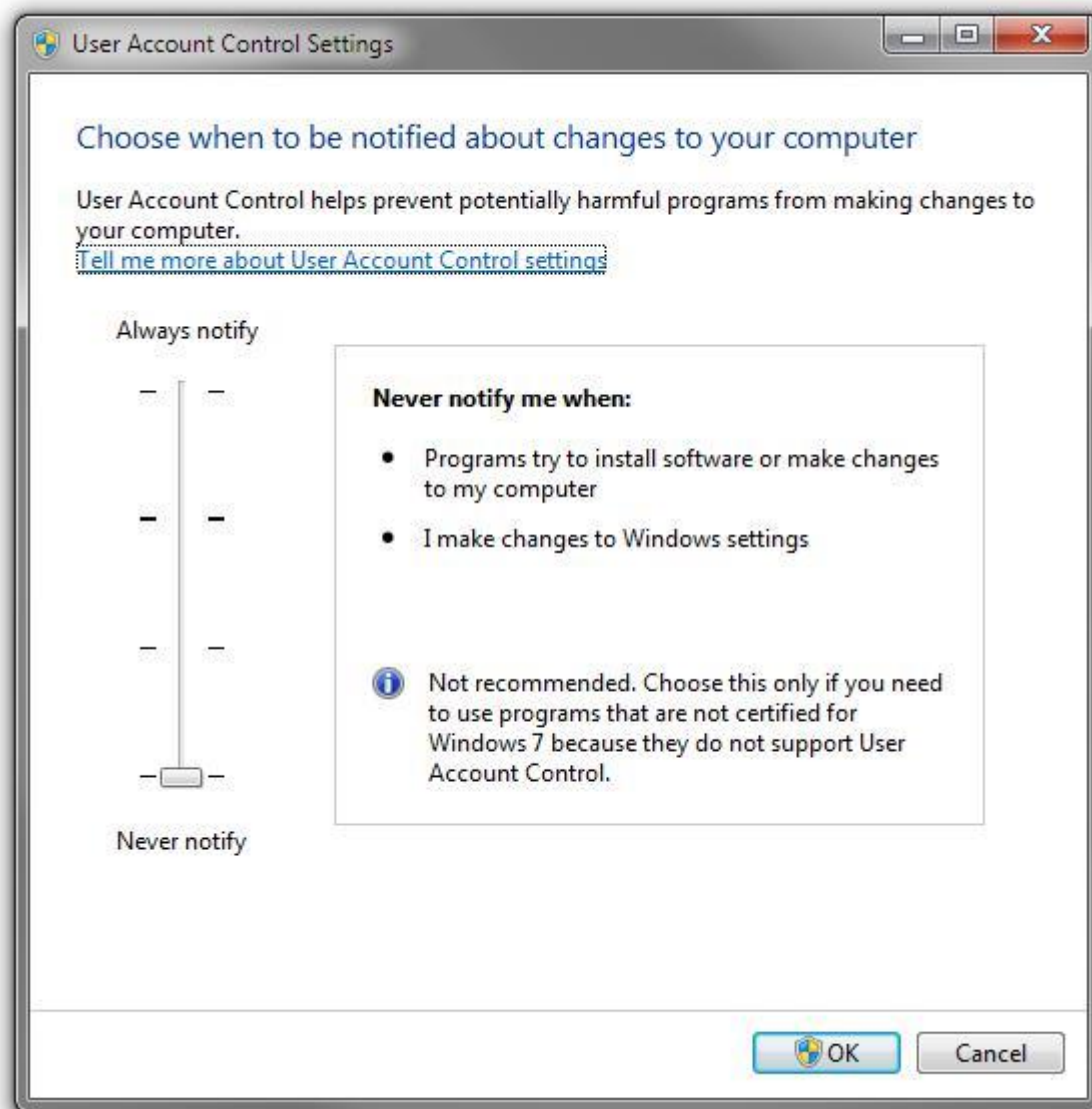 User Account Control Settings
Choose when to be notified about changes to your computer
User Account Control helps prevent potentially harmful programs from making changes to
your computer.
Tell me more about User Account Control settings
Always notify
Never notify me when:
• Programs try to install software or make changes
to my computer
• I make changes to Windows settings
Not recommended. Choose this only if you need
to use programs that are not certified for
Windows 7 because they do not support User
Account Control.
Never notify
OK
Cancel